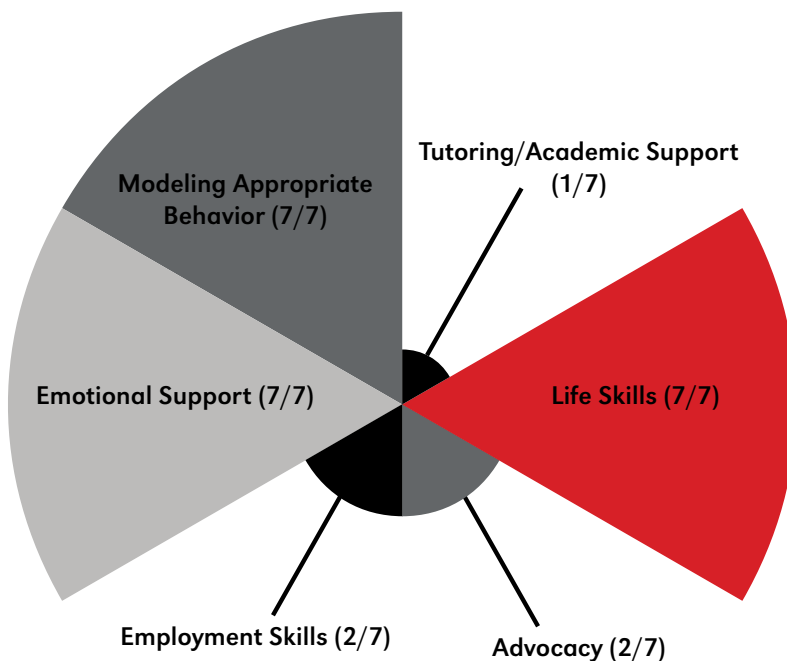 Tutoring/Academic Support
(1/7)
Modeling Appropriate
Behavior (7/7)
Emotional Support (7/7)
Life Skills (7/7)
Employment Skills (2/7)
Advocacy (2/7)